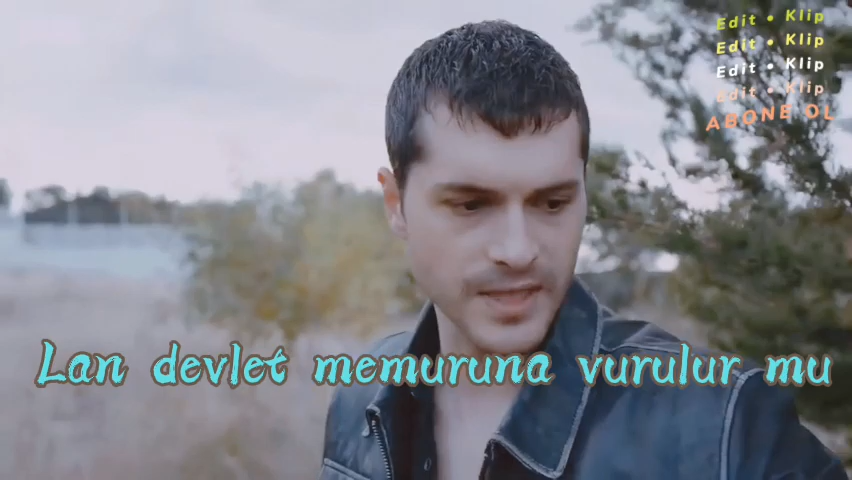 Edit • Klip
Edit • Klip
Edit • Klip
Edit • Klip
ABONE OL
Lan devlet memuruna vurulur mu